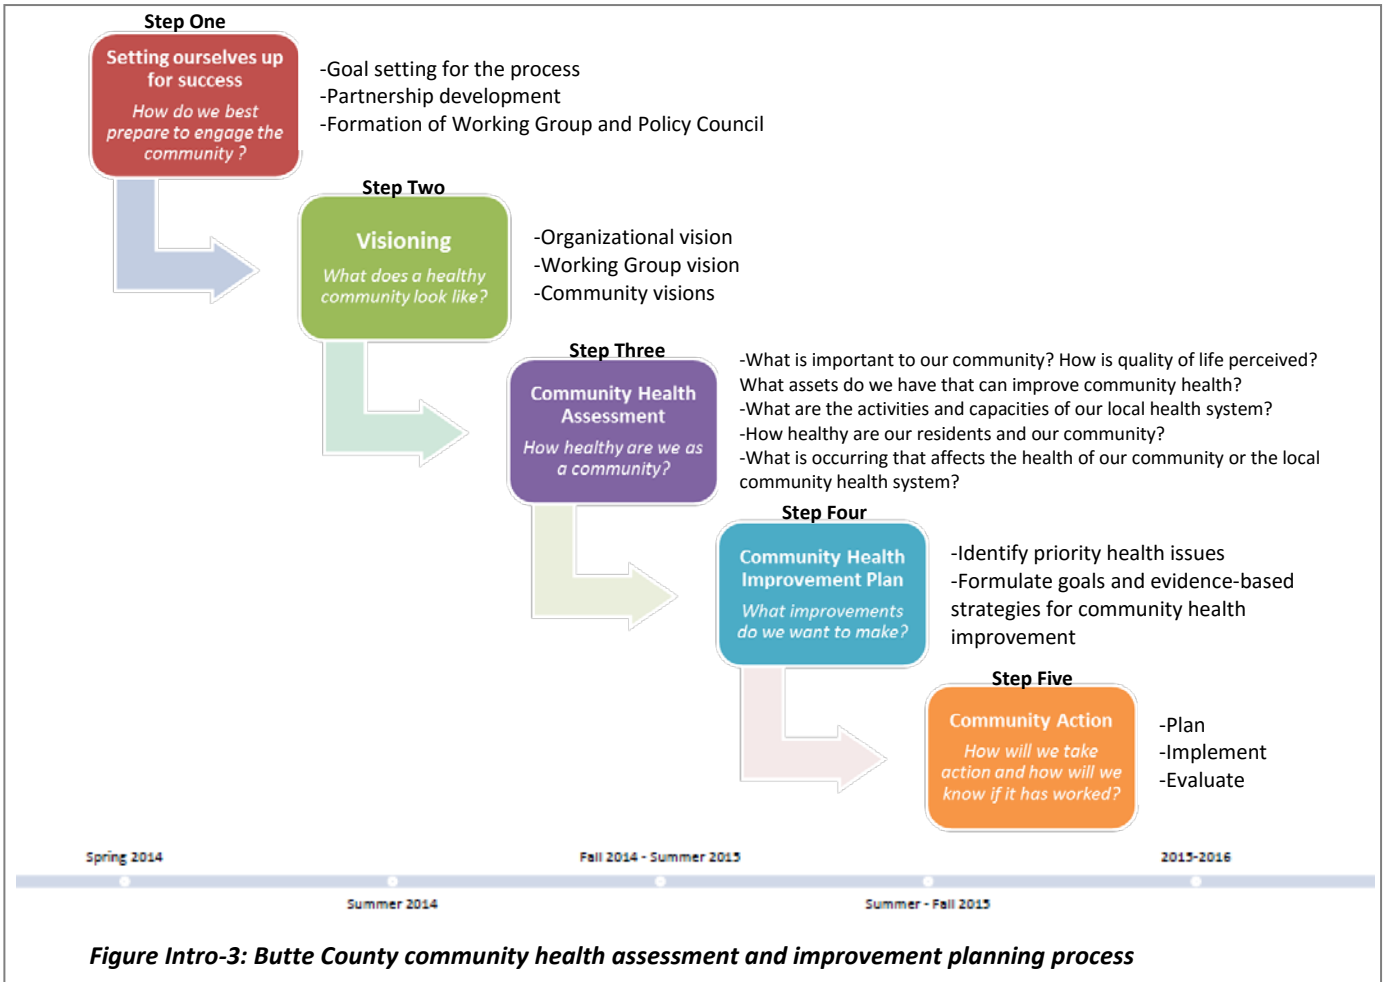 Step One
Setting ourselves up
for success
How do we best
prepare to engage the
community ?
-Goal setting for the process
-Partnership development
-Formation of Working Group and Policy Council
Step Two
Visioning
What does a healthy
community look like?
-Organizational vision
-Working Group vision
-Community visions
Step Three
Community Health
Assessment
How healthy are we as
a community?
-What is important to our community? How is quality of life perceived?
What assets do we have that can improve community health?
-What are the activities and capacities of our local health system?
-How healthy are our residents and our community?
-What is occurring that affects the health of our community or the local
community health system?
Step Four
Community Health
Improvement Plan
What improvements
do we want to make?
-Identify priority health issues
-Formulate goals and evidence-based
strategies for community health
improvement
Step Five
Community Action
How will we take
action and how will we
know if it has worked?
-Plan
-Implement
-Evaluate
Spring 2014
Fall 2014 - Summer 2015
2015-2016
Summer 2014
Summer - Fall 2015
Figure Intro-3: Butte County community health assessment and improvement planning process